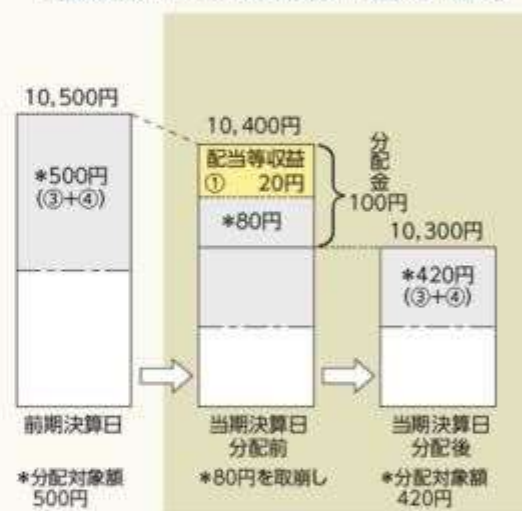 10,500円
*500円
(③+④)
10,400円
配当等収益
① 20円
*80円
分配金
100円
10,300円
*420円
(③+④)
前期決算日
当期決算日
分配前
当期決算日
分配後
*分配対象額
500円
*80円を取崩し
*分配対象額
420円